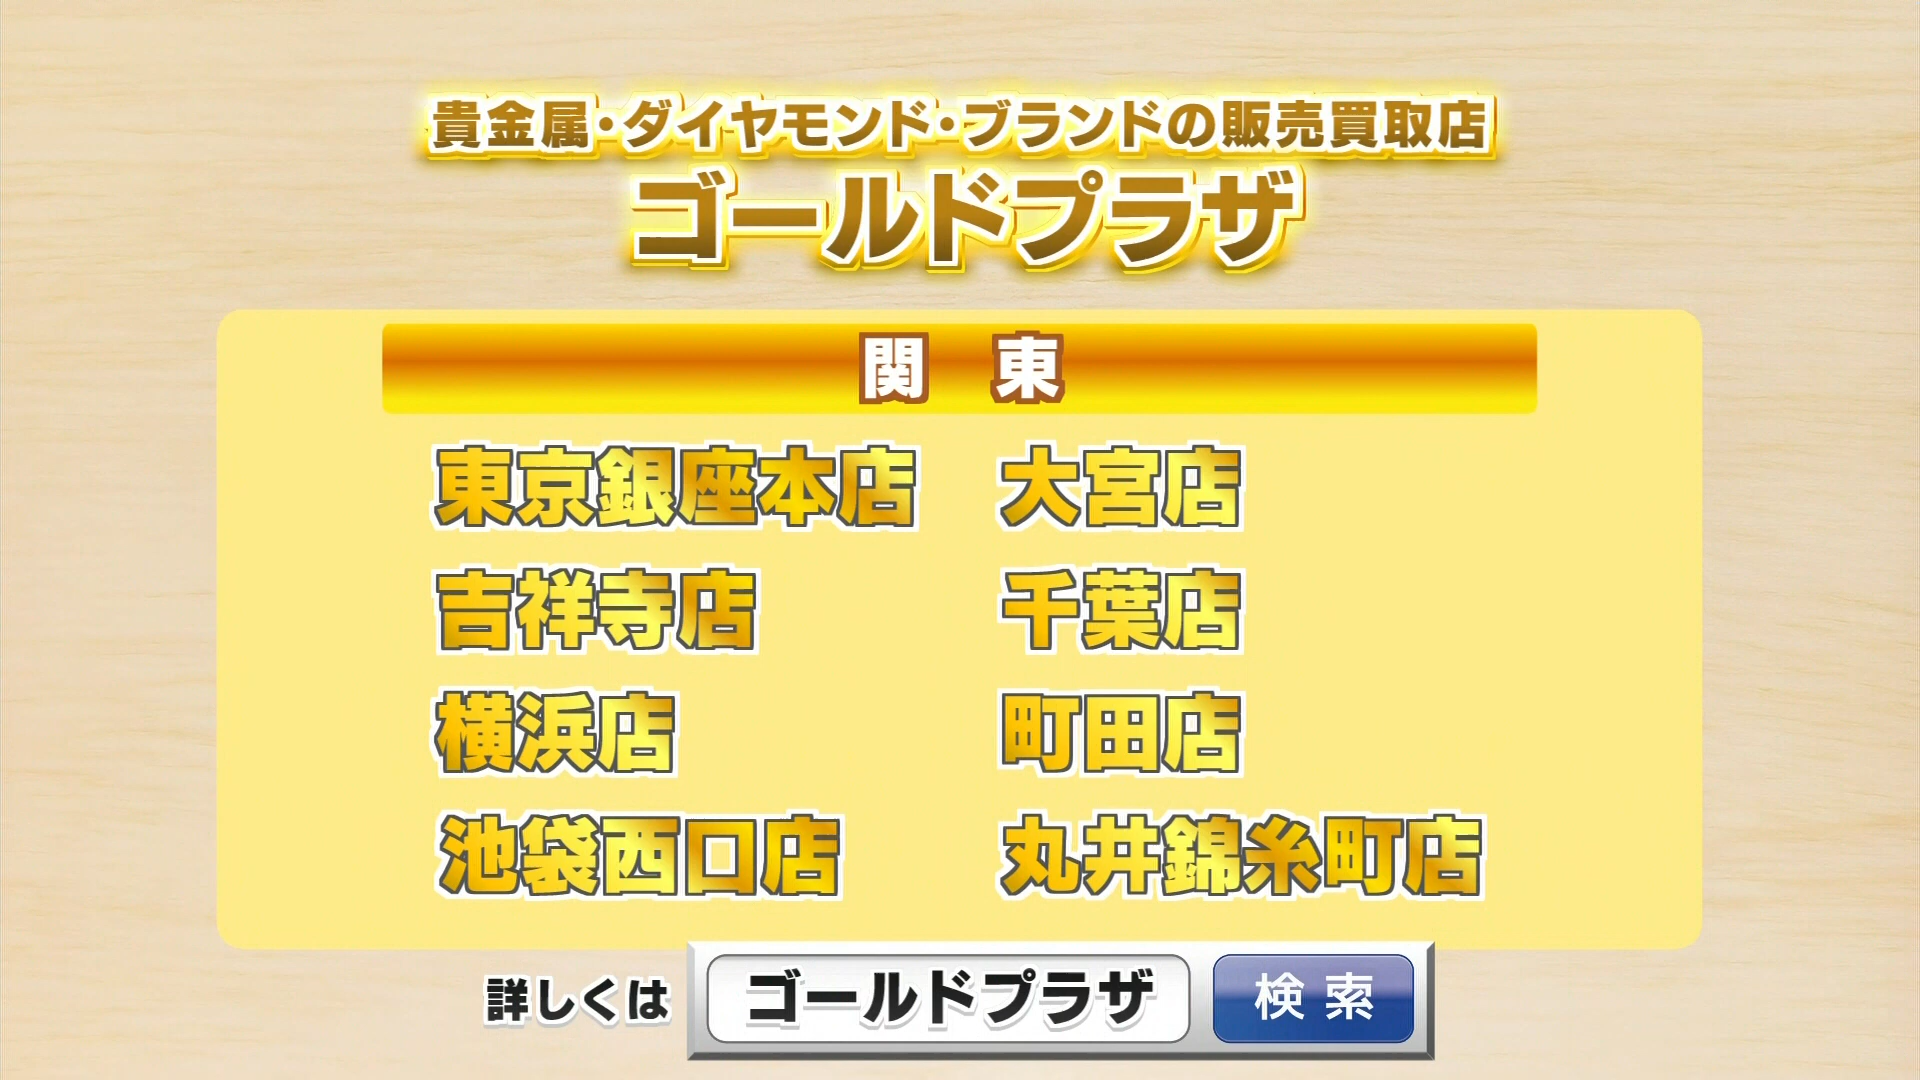 貴金属・ダイヤモンド・ブランドの販売買取店
ゴールドプラザ
関　東
東京銀座本店　大宮店
吉祥寺店　千葉店
横浜店　町田店
池袋西口店　丸井錦糸町店
詳しくは　ゴールドプラザ　検 索